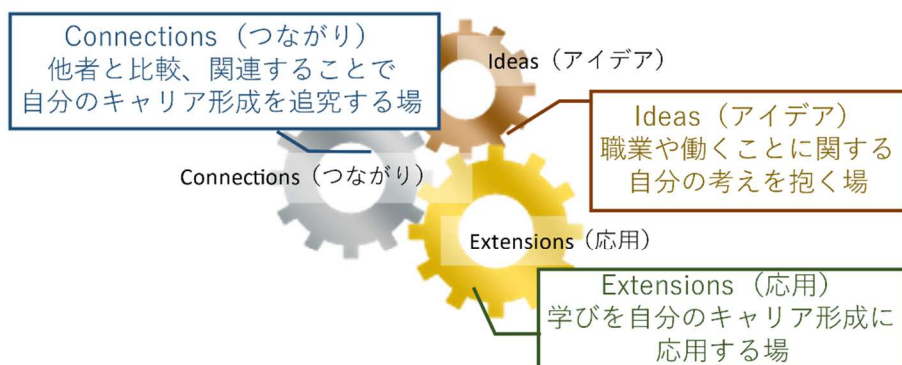 Connections（つながり）
他者と比較、関連することで
自分のキャリア形成を追究する場
Ideas（アイデア）
Ideas（アイデア）
職業や働くことに関する
自分の考えを抱く場
Connections（つながり）
Extensions（応用）
Extensions（応用）
学びを自分のキャリア形成に
応用する場